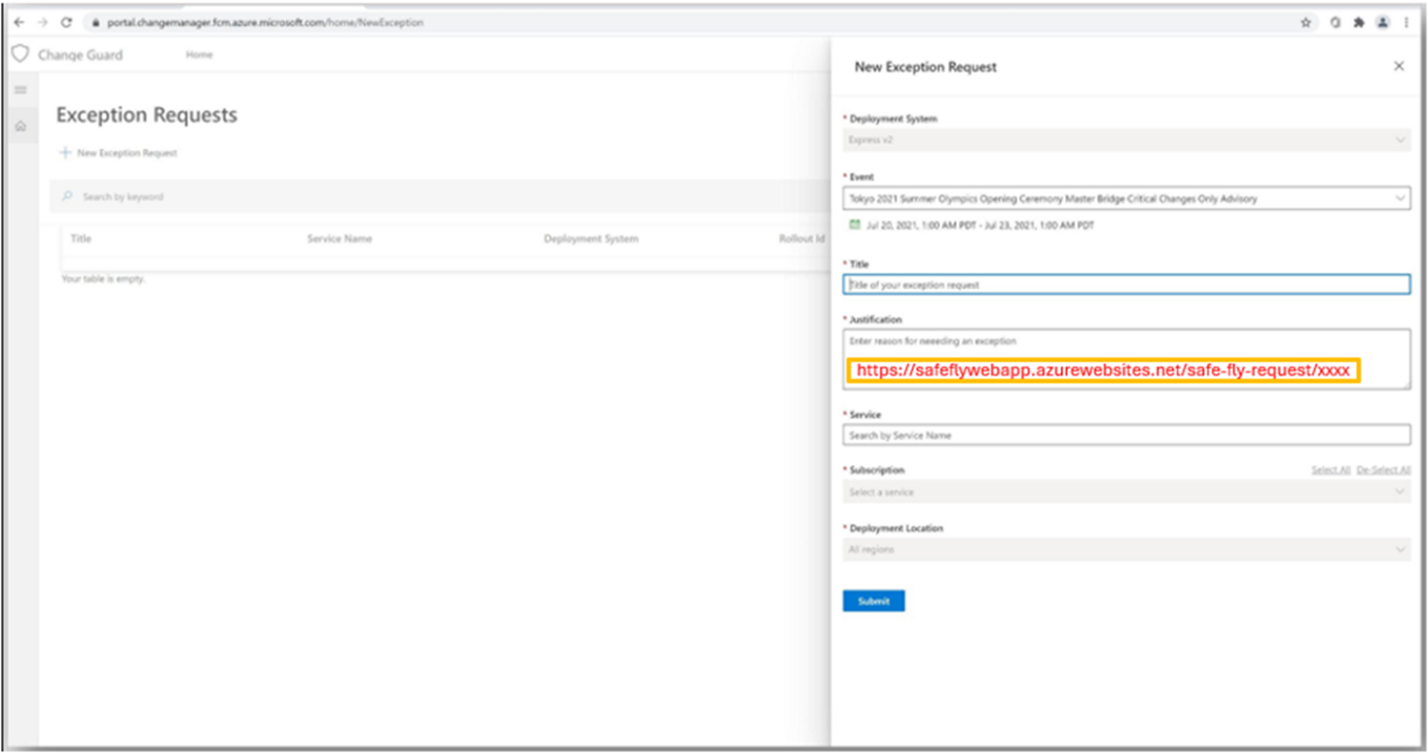 portal.changemanager.fcm.azure.microsoft.com/home/NewException
Change Guard
Home
Exception Requests
New Exception Request
Search by keyword
Title Service Name Deployment System Rollout Id
Your table is empty.
New Exception Request
* Deployment System
Express v2
* Event
Tokyo 2021 Summer Olympics Opening Ceremony Master Bridge Critical Changes Only Advisory
Jul 20, 2021, 1:00 AM PDT - Jul 23, 2021, 1:00 AM PDT
* Title
Title of your exception request
* Justification
Enter reason for neeeding an exception
https://safeflywebapp.azurewebsites.net/safe-fly-request/xxxx
* Service
Search by Service Name
* Subscription Select All De-Select All
Select a service
* Deployment Location
All regions
Submit